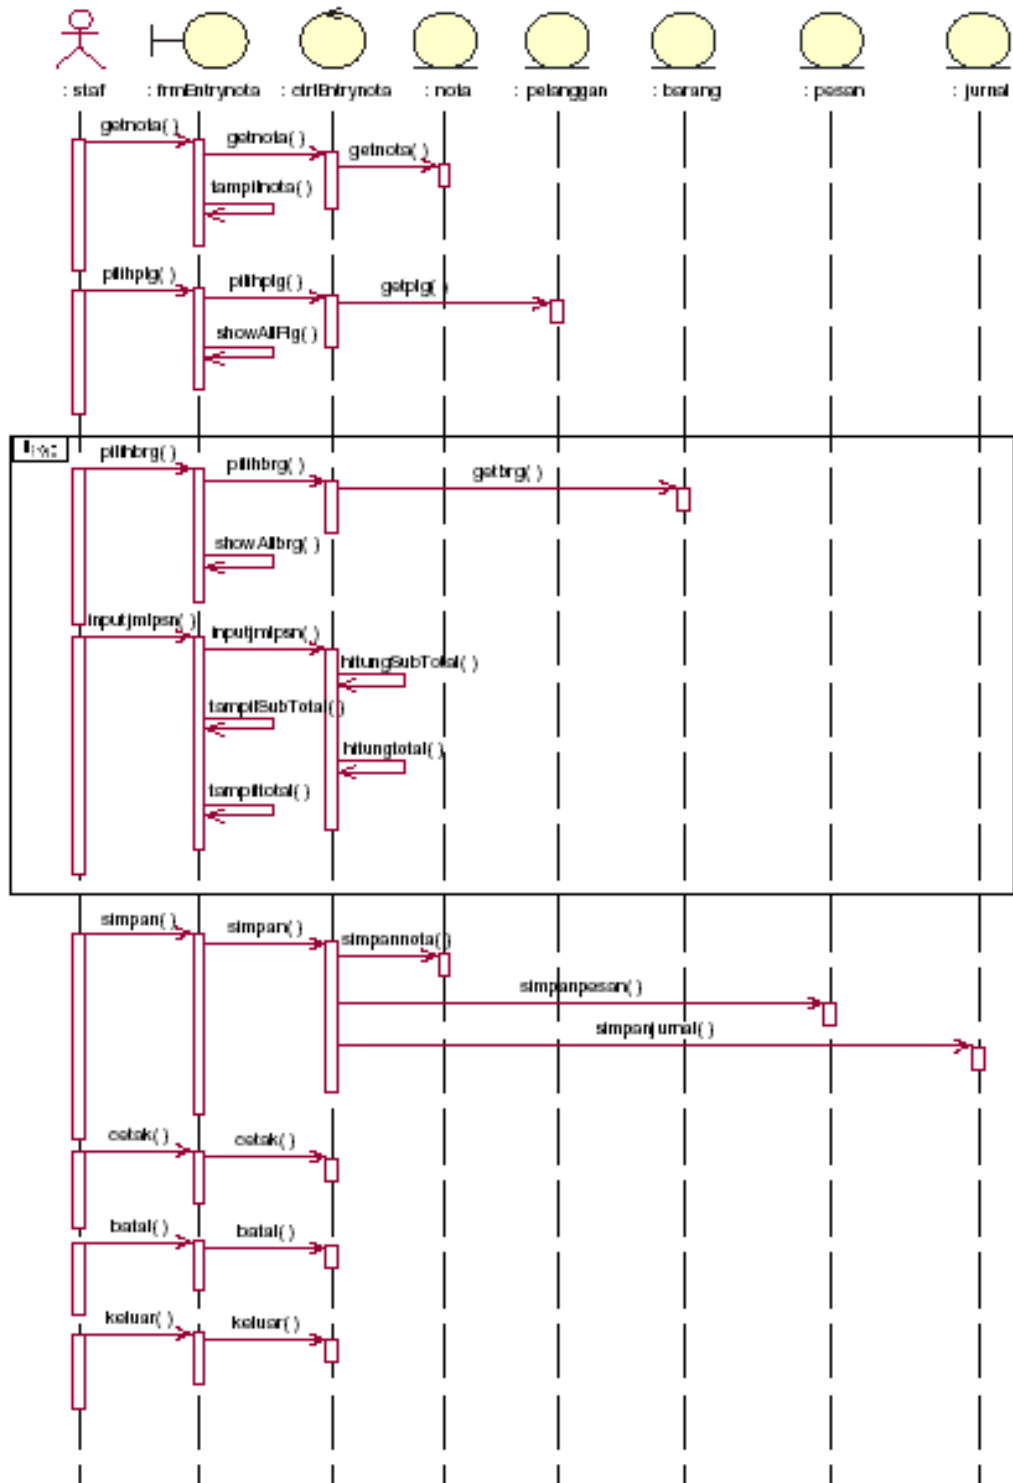 : staf
: frmEntrynota
: ctrlEntrynota
: nota
: pelanggan
: barang
: pesan
: jurnal
getnota( )
getnota( )
getnota( )
tampilnota( )
pilihplg( )
pilihplg( )
getplg( )
showAllPlg( )
pilihbrg( )
pilihbrg( )
getbrg( )
showAllbrg( )
inputjmlpsn( )
inputjmlpsn( )
hitungSubTotal( )
tampilSubTotal( )
hitungtotal( )
tampiltotal( )
simpan( )
simpan( )
simpannota( )
simpanpesan( )
simpanjurnal( )
cetak( )
cetak( )
batal( )
batal( )
keluar( )
keluar( )